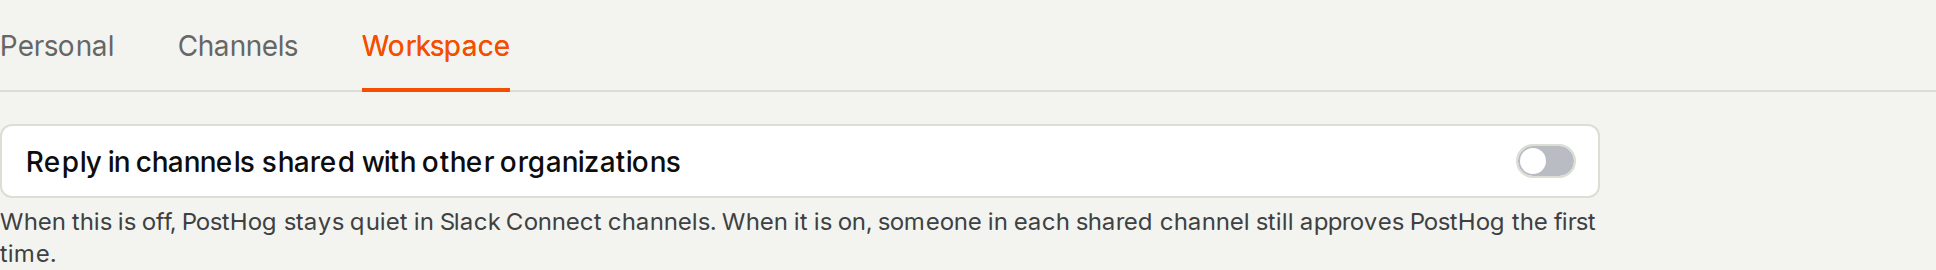 Personal Channels Workspace
Reply in channels shared with other organizations
When this is off, PostHog stays quiet in Slack Connect channels. When it is on, someone in each shared channel still approves PostHog the first
time.